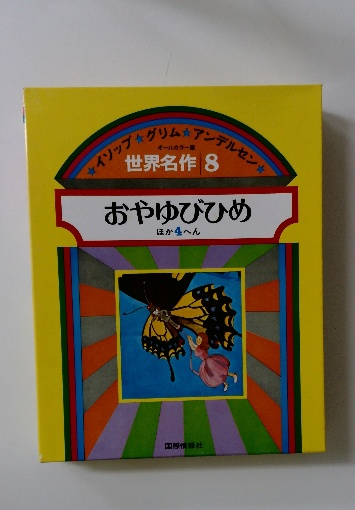 ★イソップ★グリム★アンデルセン★
オールカラー版
世界名作 8
おやゆびひめ
ほか4へん
国際情報社